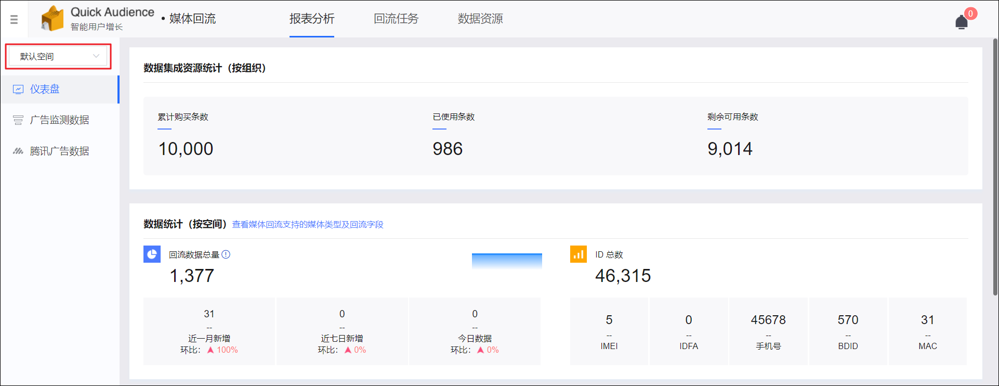 Quick Audience
智能用户增长
• 媒体回流
报表分析
回流任务
数据资源
0
默认空间
仪表盘
广告监测数据
腾讯广告数据
数据集成资源统计（按组织）
累计购买条数
已使用条数
剩余可用条数
10,000
986
9,014
数据统计（按空间） 查看媒体回流支持的媒体类型及回流字段
回流数据总量
1,377
ID 总数
46,315
31
--
近一月新增
环比： 100%
0
--
近七日新增
环比： 0%
0
--
今日数据
环比： 0%
5
--
IMEI
0
--
IDFA
45678
--
手机号
570
--
BDID
31
--
MAC